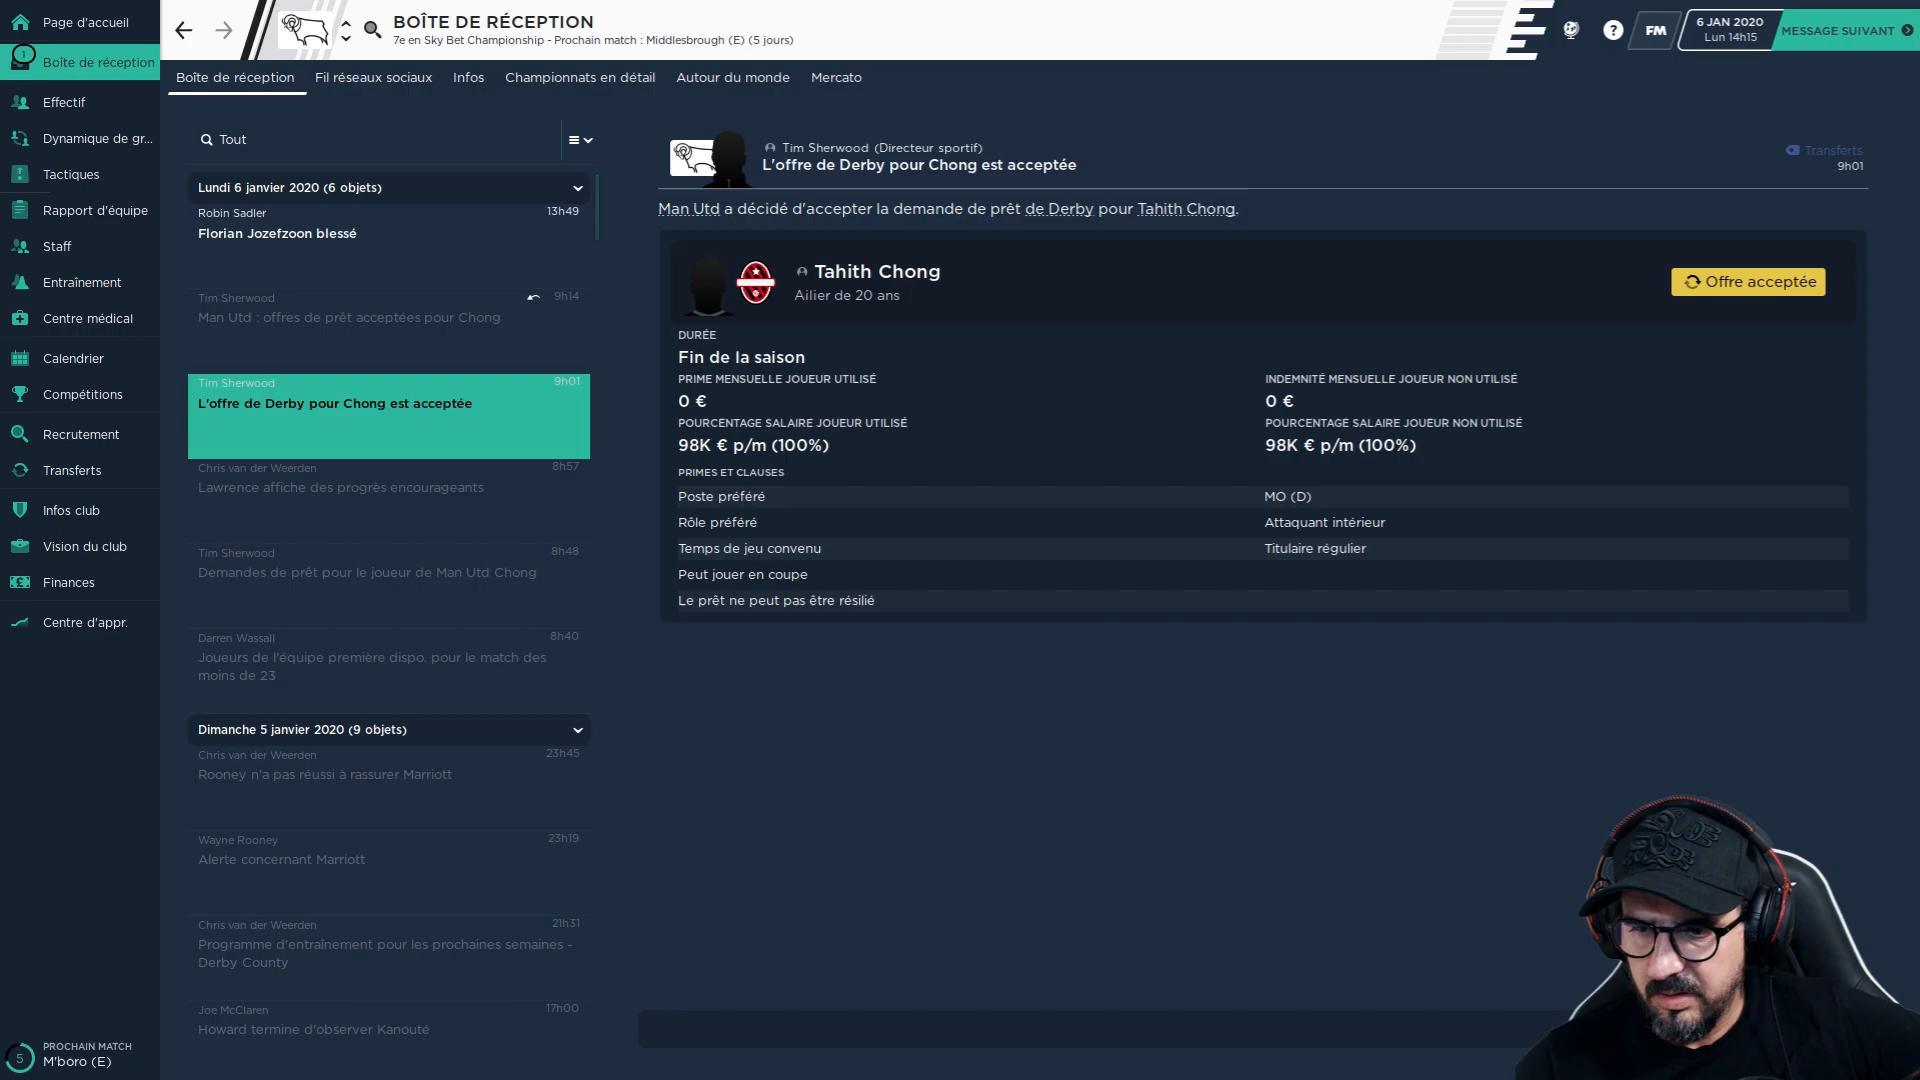 Page d'accueil
1
Boîte de réception
Effectif
Dynamique de gr...
Tactiques
Rapport d'équipe
Staff
Entraînement
Centre médical
Calendrier
Compétitions
Recrutement
Transferts
Infos club
Vision du club
Finances
Centre d'appr.
5
PROCHAIN MATCH
M'boro (E)
BOÎTE DE RÉCEPTION
7e en Sky Bet Championship - Prochain match : Middlesbrough (E) (5 jours)
?
FM
6 JAN 2020
Lun 14h15
MESSAGE SUIVANT
Boîte de réception
Fil réseaux sociaux
Infos
Championnats en détail
Autour du monde
Mercato
Tout
Lundi 6 janvier 2020 (6 objets)
Robin Sadler
13h49
Florian Jozefzoon blessé
Tim Sherwood
9h14
Man Utd : offres de prêt acceptées pour Chong
Tim Sherwood
9h01
L'offre de Derby pour Chong est acceptée
Chris van der Weerden
8h57
Lawrence affiche des progrès encourageants
Tim Sherwood
8h48
Demandes de prêt pour le joueur de Man Utd Chong
Darren Wassall
8h40
Joueurs de l'équipe première dispo. pour le match des
moins de 23
Dimanche 5 janvier 2020 (9 objets)
Chris van der Weerden
23h45
Rooney n'a pas réussi à rassurer Marriott
Wayne Rooney
23h19
Alerte concernant Marriott
Chris van der Weerden
21h31
Programme d'entraînement pour les prochaines semaines -
Derby County
Joe McClaren
17h00
Howard termine d'observer Kanouté
Tim Sherwood (Directeur sportif)
L'offre de Derby pour Chong est acceptée
Transferts
9h01
Man Utd a décidé d'accepter la demande de prêt de Derby pour Tahith Chong.
Tahith Chong
Ailier de 20 ans
Offre acceptée
DURÉE
Fin de la saison
PRIME MENSUELLE JOUEUR UTILISÉ
INDEMNITÉ MENSUELLE JOUEUR NON UTILISÉ
0 €
0 €
POURCENTAGE SALAIRE JOUEUR UTILISÉ
POURCENTAGE SALAIRE JOUEUR NON UTILISÉ
98K € p/m (100%)
98K € p/m (100%)
PRIMES ET CLAUSES
Poste préféré
MO (D)
Rôle préféré
Attaquant intérieur
Temps de jeu convenu
Titulaire régulier
Peut jouer en coupe
Le prêt ne peut pas être résilié